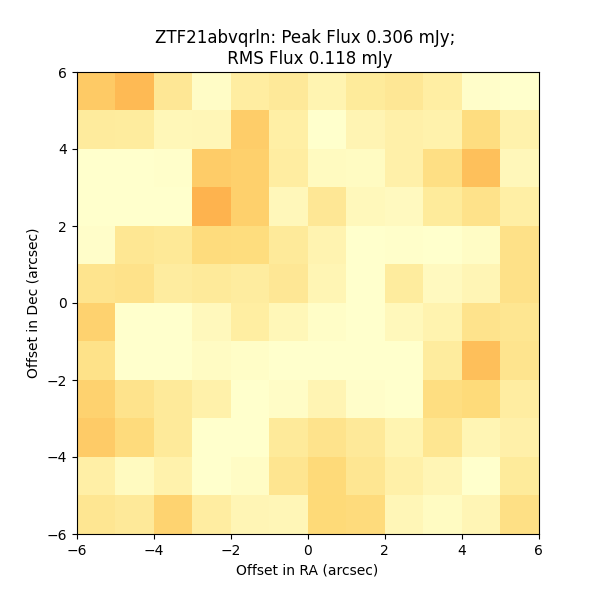 ZTF21abvqrln: Peak Flux 0.306 mJy;
RMS Flux 0.118 mJy
6
4
2
0
−2
−4
−6
Offset in Dec (arcsec)
−6 −4 −2 0 2 4 6
Offset in RA (arcsec)